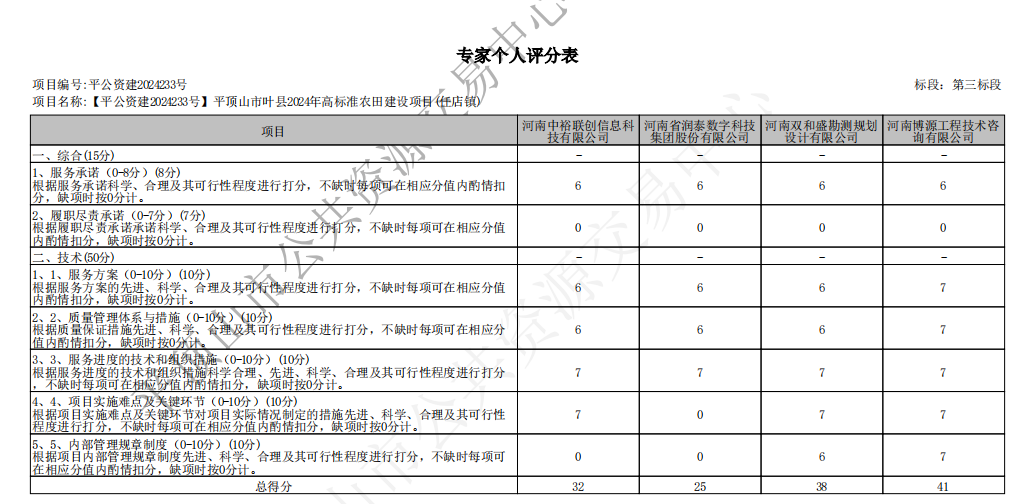 专家个人评分表
项目编号:平公资建2024233号 标段：第三标段
项目名称:【平公资建2024233号】平顶山市叶县2024年高标准农田建设项目(任店镇)
项目 河南中裕联创信息科技有限公司 河南省润泰数字科技集团股份有限公司 河南双和盛勘测规划设计有限公司 河南博源工程技术咨询有限公司
一、综合(15分) - - - -
1、服务承诺（0-8分）(8分)
根据服务承诺科学、合理及其可行性程度进行打分，不缺时每项可在相应分值内酌情扣
分，缺项时按0分计。 6 6 6 6
2、履职尽责承诺（0-7分）(7分)
根据履职尽责承诺承诺科学、合理及其可行性程度进行打分，不缺时每项可在相应分值
内酌情扣分，缺项时按0分计。 0 0 0 0
二、技术(50分) - - - -
1、1、服务方案（0-10分）(10分)
根据服务方案的先进、科学、合理及其可行性程度进行打分，不缺时每项可在相应分值
内酌情扣分，缺项时按0分计。 6 6 6 7
2、2、质量管理体系与措施（0-10分）(10分)
根据质量保证措施先进、科学、合理及其可行性程度进行打分，不缺时每项可在相应分
值内酌情扣分，缺项时按0分计。 6 6 6 7
3、3、服务进度的技术和组织措施（0-10分）(10分)
根据服务进度的技术和组织措施科学合理、先进、科学、合理及其可行性程度进行打分
，不缺时每项可在相应分值内酌情扣分，缺项时按0分计。 7 7 7 7
4、4、项目实施难点及关键环节（0-10分）(10分)
根据项目实施难点及关键环节对项目实际情况制定的措施先进、科学、合理及其可行性
程度进行打分，不缺时每项可在相应分值内酌情扣分，缺项时按0分计。 7 0 7 7
5、5、内部管理规章制度（0-10分）(10分)
根据项目内部管理规章制度先进、科学、合理及其可行性程度进行打分，不缺时每项可
在相应分值内酌情扣分，缺项时按0分计。 0 0 6 7
总得分 32 25 38 41
平顶山市公共资源交易中心
山市公共资源交易中心